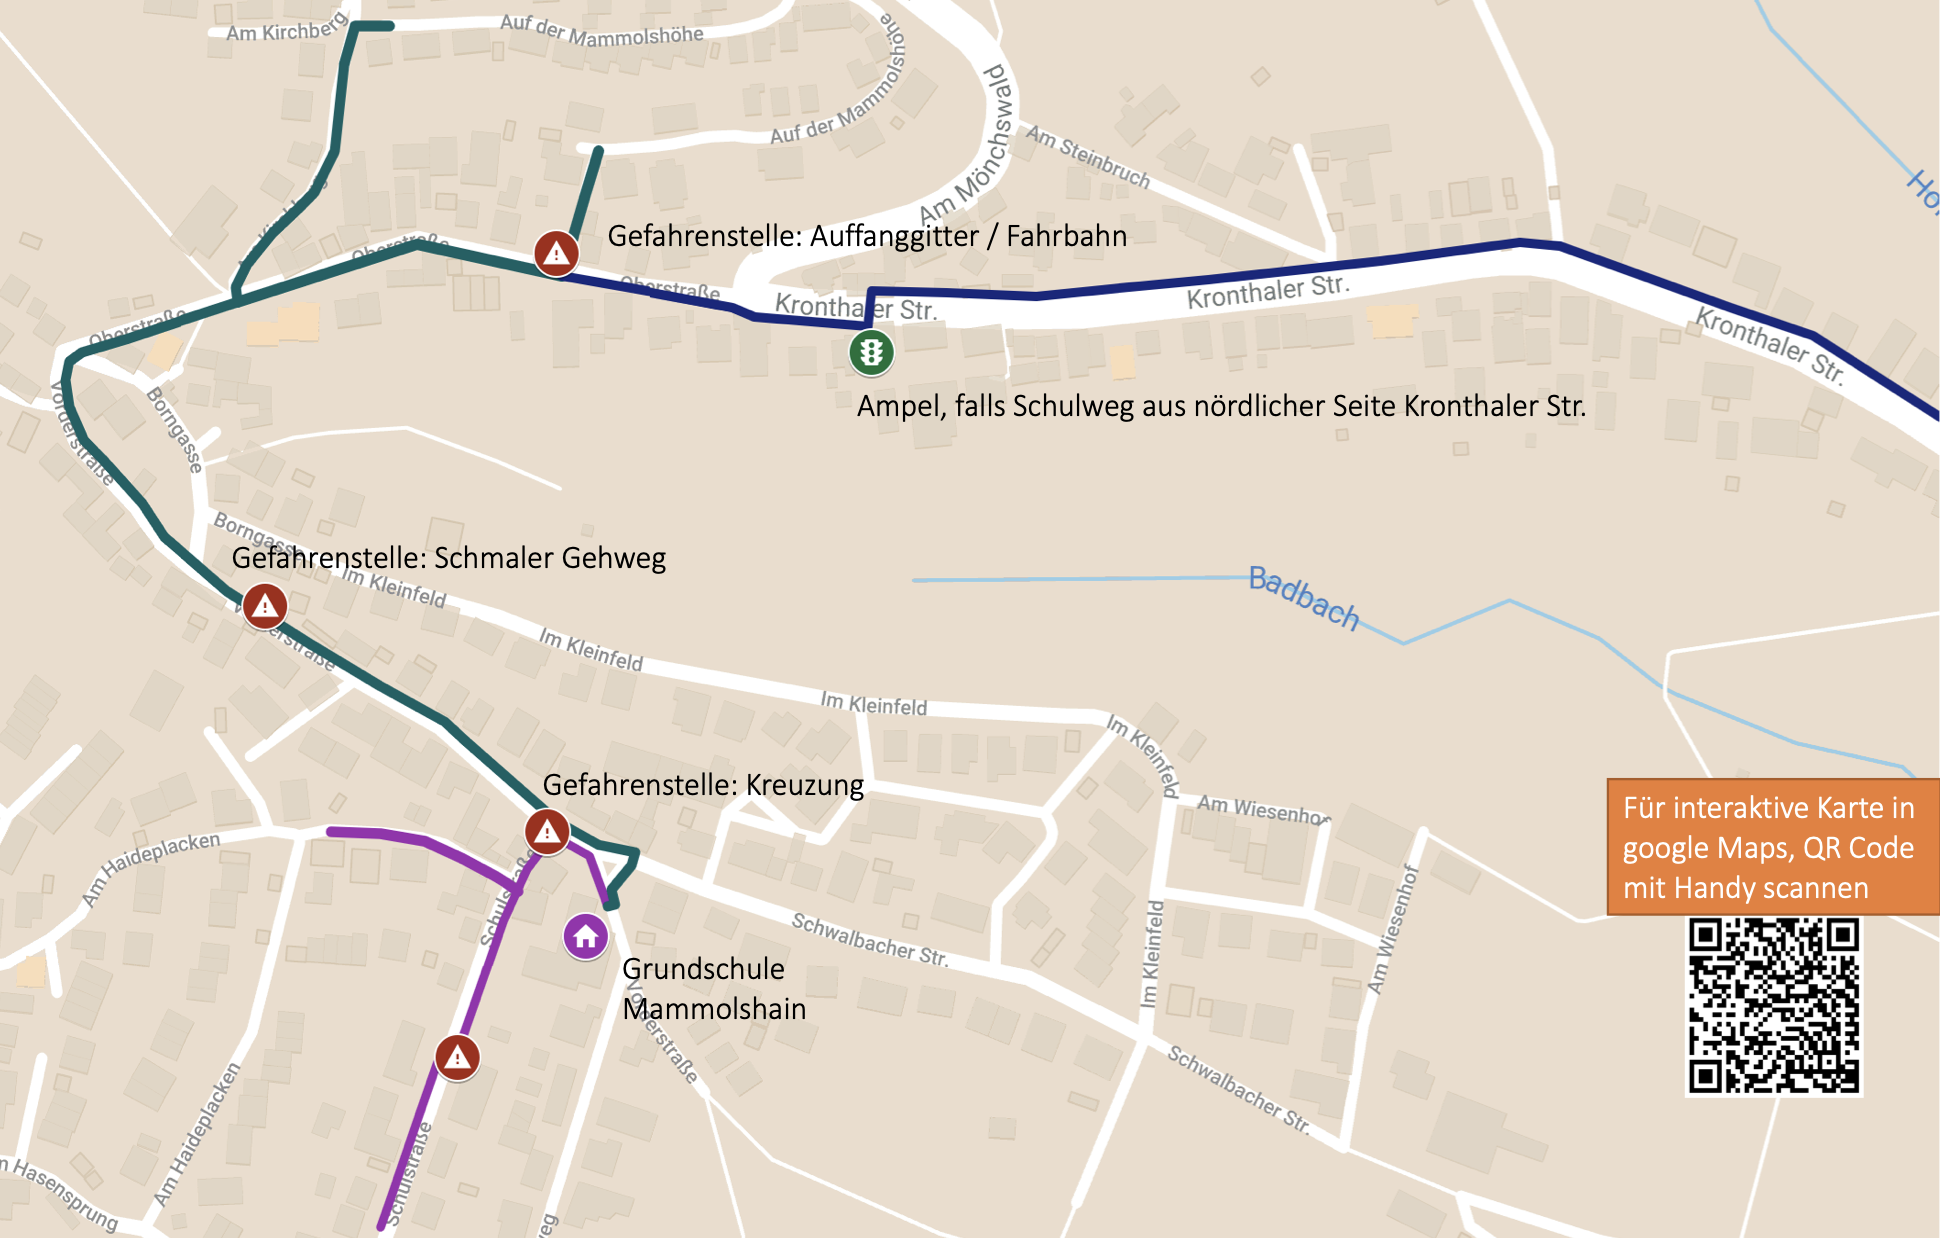 Am Kirchberg
Auf der Mammolshöhe
Auf der Mammolshöhe
Am Mönchswald
Am Steinbruch
Gefahrenstelle: Auffanggitter / Fahrbahn
Oberstraße
Oberstraße
Kronthaler Str.
Kronthaler Str.
Kronthaler Str.
Oberstraße
Ampel, falls Schulweg aus nördlicher Seite Kronthaler Str.
Vorderstraße
Borngasse
Borngasse
Gefahrenstelle: Schmaler Gehweg
Im Kleinfeld
Badbach
Im Kleinfeld
Im Kleinfeld
Im Kleinfeld
Gefahrenstelle: Kreuzung
Am Wiesenhof
Für interaktive Karte in
google Maps, QR Code
mit Handy scannen
Am Haideplacken
Schulstraße
Schwalbacher Str.
Im Kleinfeld
Am Wiesenhof
Grundschule
Mammolshain
Vorderstraße
Schwalbacher Str.
Am Haideplacken
Schulstraße
Hasensprung